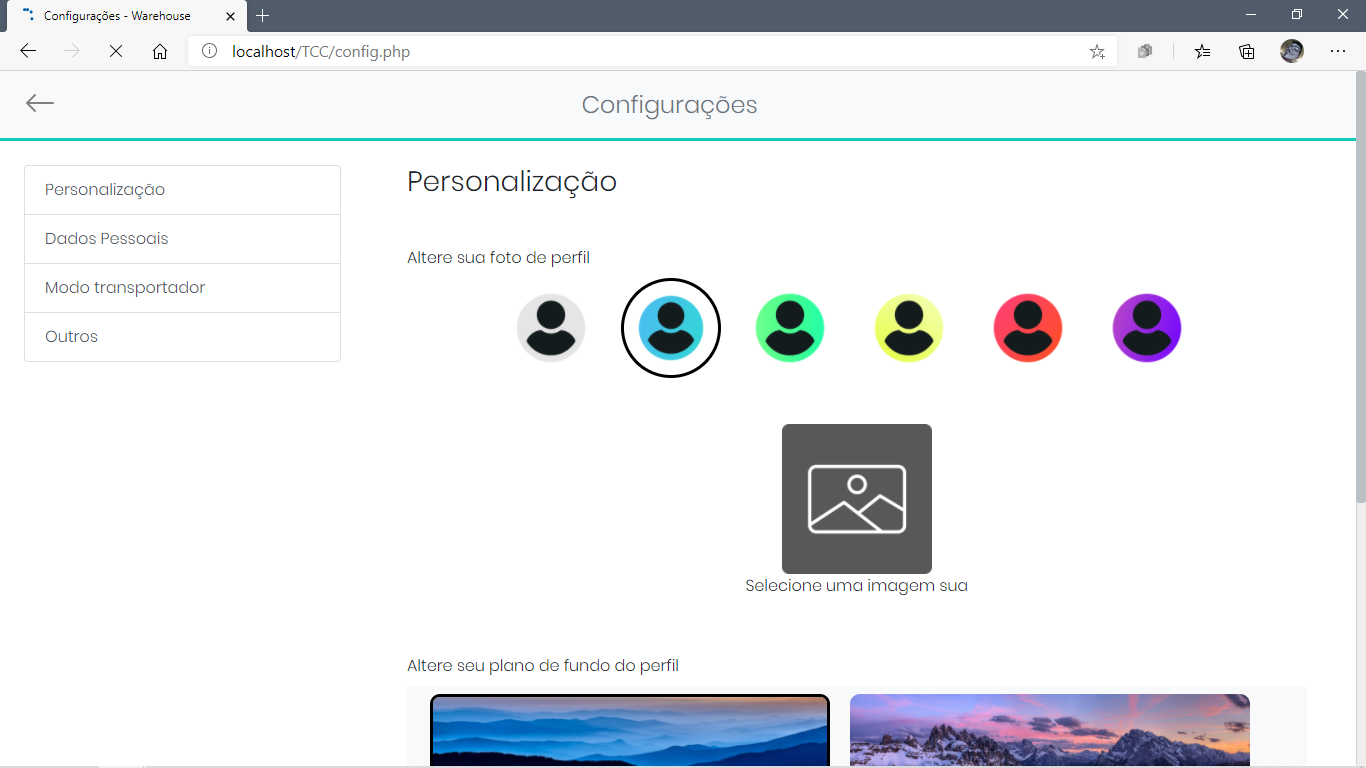 Configurações - Warehouse
localhost/TCC/config.php
Configurações
Personalização
Dados Pessoais
Modo transportador
Outros
Personalização
Altere sua foto de perfil
Selecione uma imagem sua
Altere seu plano de fundo do perfil